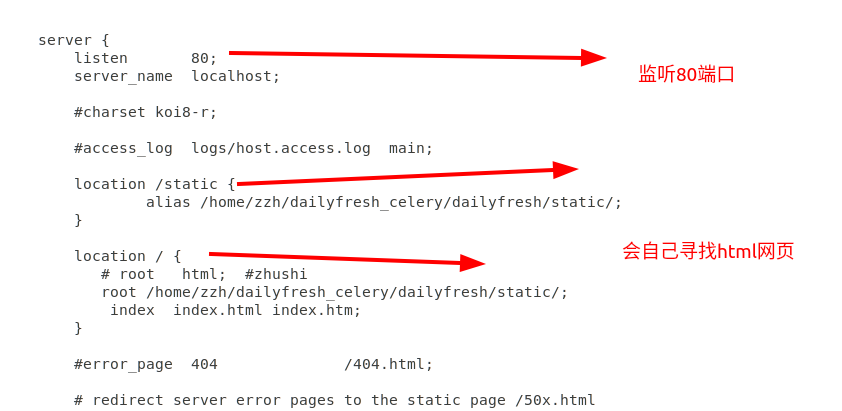 server {
    listen       80;
    server_name  localhost;
监听80端口
    #charset koi8-r;
    #access_log  logs/host.access.log  main;
    location /static {
            alias /home/zzh/dailyfresh_celery/dailyfresh/static/;
    }
    location / {
会自己寻找html网页
       # root   html;  #zhushi
       root /home/zzh/dailyfresh_celery/dailyfresh/static/;
        index  index.html index.htm;
    }
    #error_page  404              /404.html;
    # redirect server error pages to the static page /50x.html